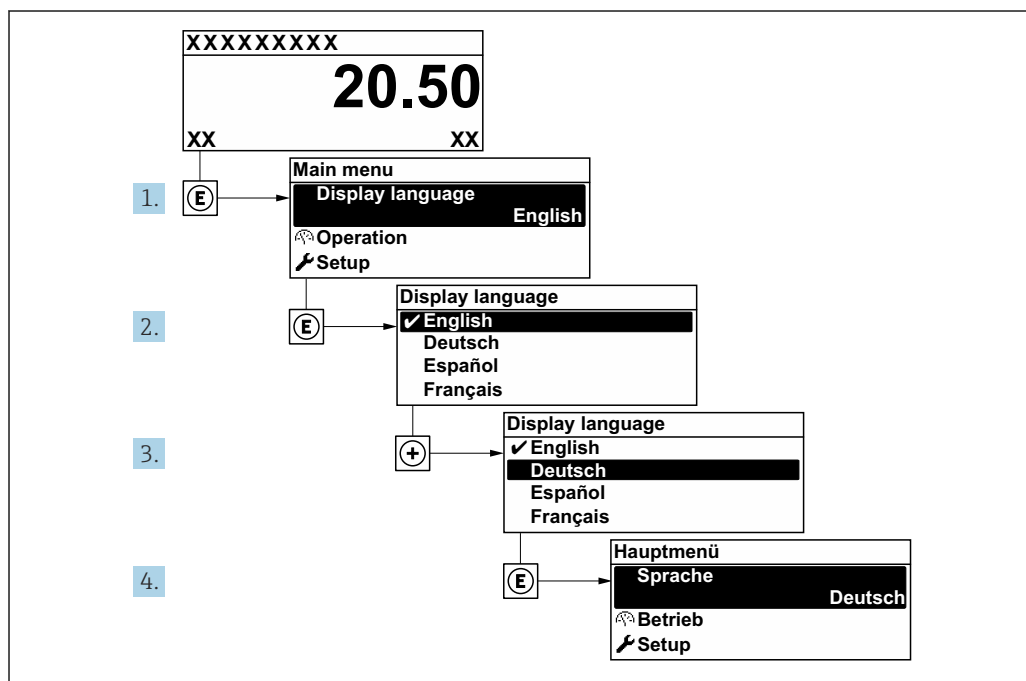 XXXXXXXXX
20.50
XX XX
1. E
Main menu
Display language
English
Operation
Setup
2. E
Display language
✔ English
Deutsch
Español
Français
3. +
Display language
✔ English
Deutsch
Español
Français
4. E
Hauptmenü
Sprache
Deutsch
Betrieb
Setup